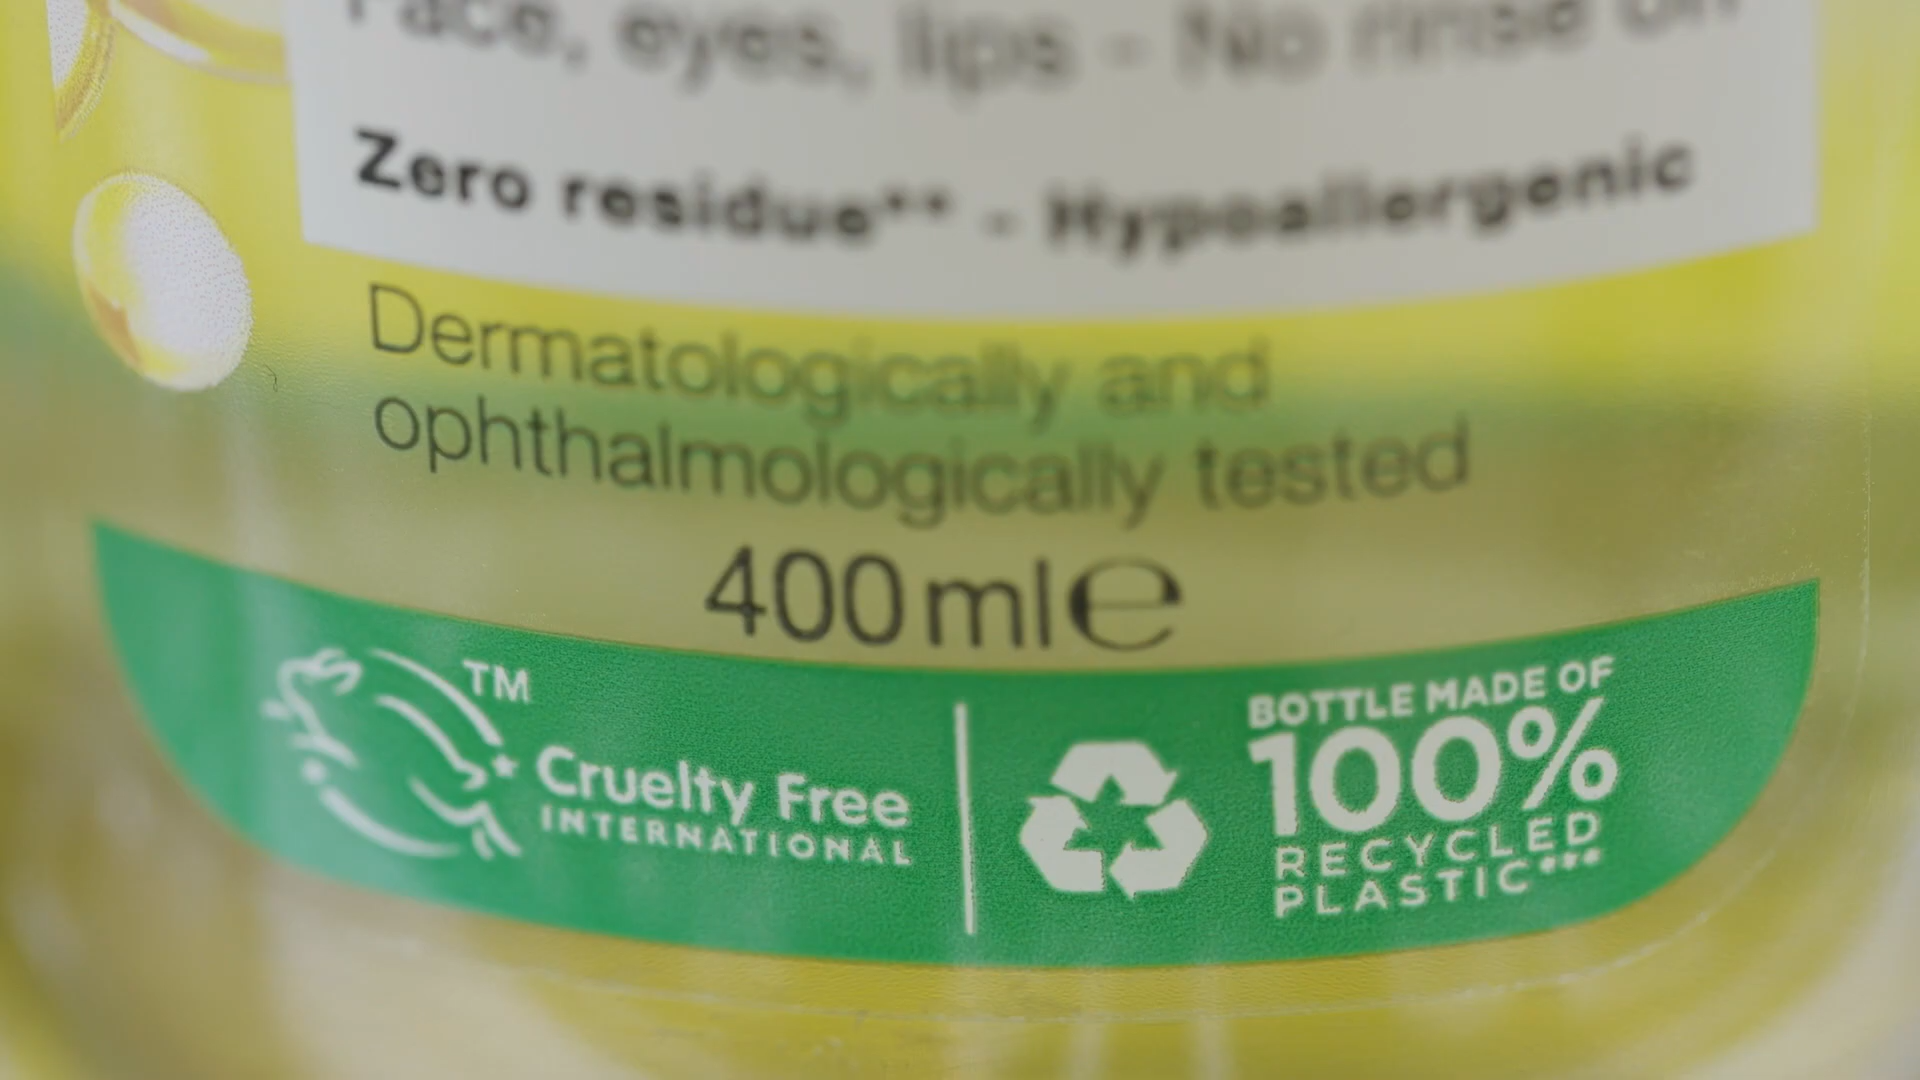 Face, eyes, lips - No rinse off
Zero residue** - Hypoallergenic
Dermatologically and
ophthalmologically tested
400 ml ℮
TM
Cruelty Free
INTERNATIONAL
BOTTLE MADE OF
100%
RECYCLED
PLASTIC***